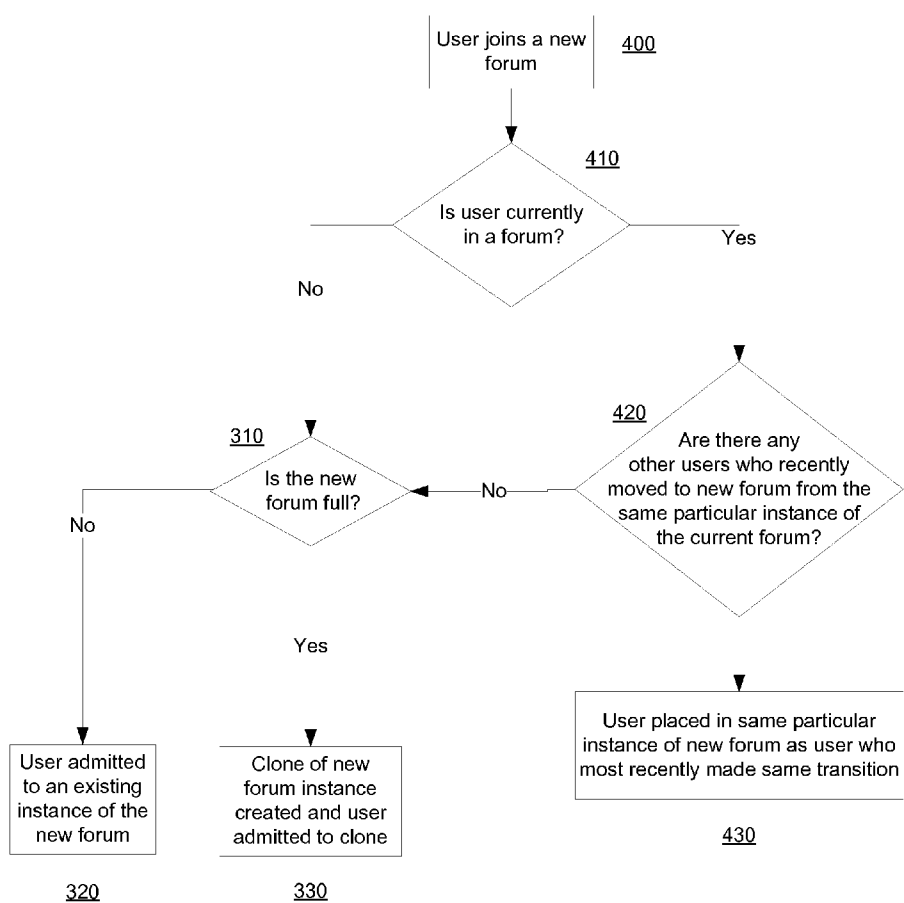 User joins a new
forum
400
410
Is user currently
in a forum?
Yes
No
420
Are there any
other users who recently
moved to new forum from the
same particular instance of
the current forum?
310
Is the new
forum full?
No
No
Yes
User placed in same particular
instance of new forum as user who
most recently made same transition
430
User admitted
to an existing
instance of the
new forum
320
Clone of new
forum instance
created and user
admitted to clone
330